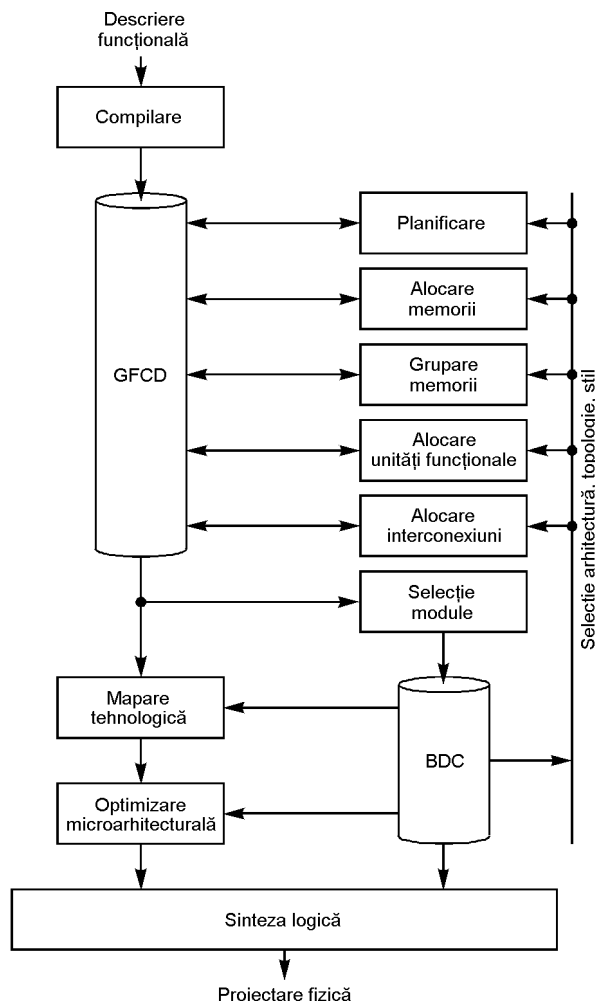 Descriere
funcțională
Compilare
GFCD
Planificare
Alocare
memorii
Grupare
memorii
Alocare
unități funcționale
Alocare
interconexiuni
Selecție
module
Selectie arhitectură, topologie, stil
Mapare
tehnologică
BDC
Optimizare
microarhitecturală
Sinteza logică
Proiectare fizică